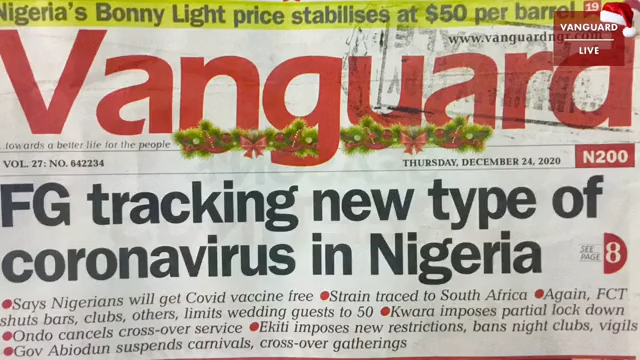 Nigeria's Bonny Light price stabilises at $50 per barrel
19
VANGUARD
LIVE
www.vanguardngr.com
Vanguard
...towards a better life for the people
VOL. 27: NO. 642234
THURSDAY, DECEMBER 24, 2020
N200
FG tracking new type of
coronavirus in Nigeria
SEE
PAGE
8
●Says Nigerians will get Covid vaccine free ●Strain traced to South Africa ●Again, FCT
shuts bars, clubs, others, limits wedding guests to 50 ●Kwara imposes partial lock down
●Ondo cancels cross-over service ●Ekiti imposes new restrictions, bans night clubs, vigils
●Gov Abiodun suspends carnivals, cross-over gatherings